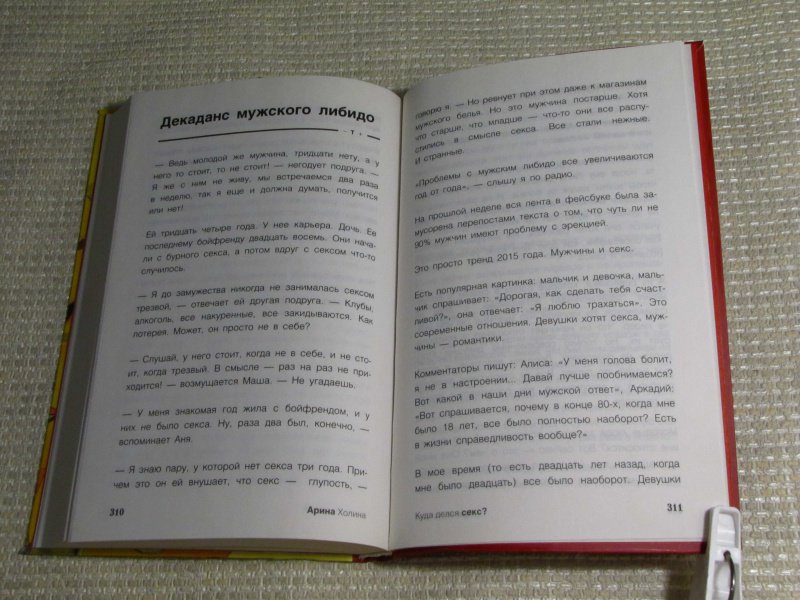 Декаданс мужского либидо
— Ведь молодой же мужчина, тридцати нету, а у
него то стоит, то не стоит! — негодует подруга. —
Я же с ним не живу, мы встречаемся два раза
в неделю, так я еще и должна думать, получится
или нет!
Ей тридцать четыре года. У нее карьера. Дочь. Ее
последнему бойфренду двадцать восемь. Они нача-
ли с бурного секса, а потом вдруг с сексом что-то
случилось.
— Я до замужества никогда не занималась сексом
трезвой, — отвечает ей другая подруга. — Клубы,
алкоголь, все накуренные, все закидываются. Как
лотерея. Может, он просто не в себе?
— Слушай, у него стоит, когда не в себе, и не сто-
ит, когда трезвый. В смысле — раз на раз не при-
ходится! — возмущается Маша. — Не угадаешь.
— У меня знакомая год жила с бойфрендом, и у
них не было секса. Ну, раза два был, конечно, —
вспоминает Аня.
— Я знаю пару, у которой нет секса три года. При-
чем это он ей внушает, что секс — глупость, —
310
Арина Холина
говорю я. — Но ревнует при этом даже к магазинам
мужского белья. Но это мужчина постарше. Хотя
что старше, что младше — что-то они все распу-
стились в смысле секса. Все стали нежные.
И странные.
«Проблемы с мужским либидо все увеличиваются
год от года», — слышу я по радио.
На прошлой неделе вся лента в фейсбуке была за-
мусорена перепостами текста о том, что чуть ли не
90% мужчин имеют проблему с эрекцией.
Это просто тренд 2015 года. Мужчины и секс.
Есть популярная картинка: мальчик и девочка, маль-
чик спрашивает: «Дорогая, как сделать тебя счаст-
ливой?», она отвечает: «Я люблю трахаться». Это
современные отношения. Девушки хотят секса, муж-
чины — романтики.
Комментаторы пишут: Алиса: «У меня голова болит,
я не в настроении... Давай лучше пообнимаемся?
Вот какой в наши дни мужской ответ», Аркадий:
«Вот спрашивается, почему в конце 80-х, когда мне
было 18 лет, все было полностью наоборот? Есть
в жизни справедливость вообще?»
В мое время (то есть двадцать лет назад, когда
мне было двадцать) все было наоборот. Девушки
Куда делся секс?
311